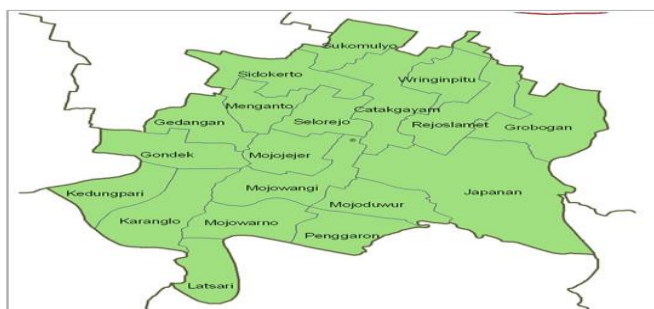 Sukomulyo
Sidokerto
Wringinpitu
Menganto
Catakgayam
Gedangan
Selorejo
Rejoslamet
Grobogan
Gondek
Mojojejer
Kedungpari
Mojowangi
Japanan
Mojoduwur
Karanglo
Mojowarno
Penggaron
Latsari